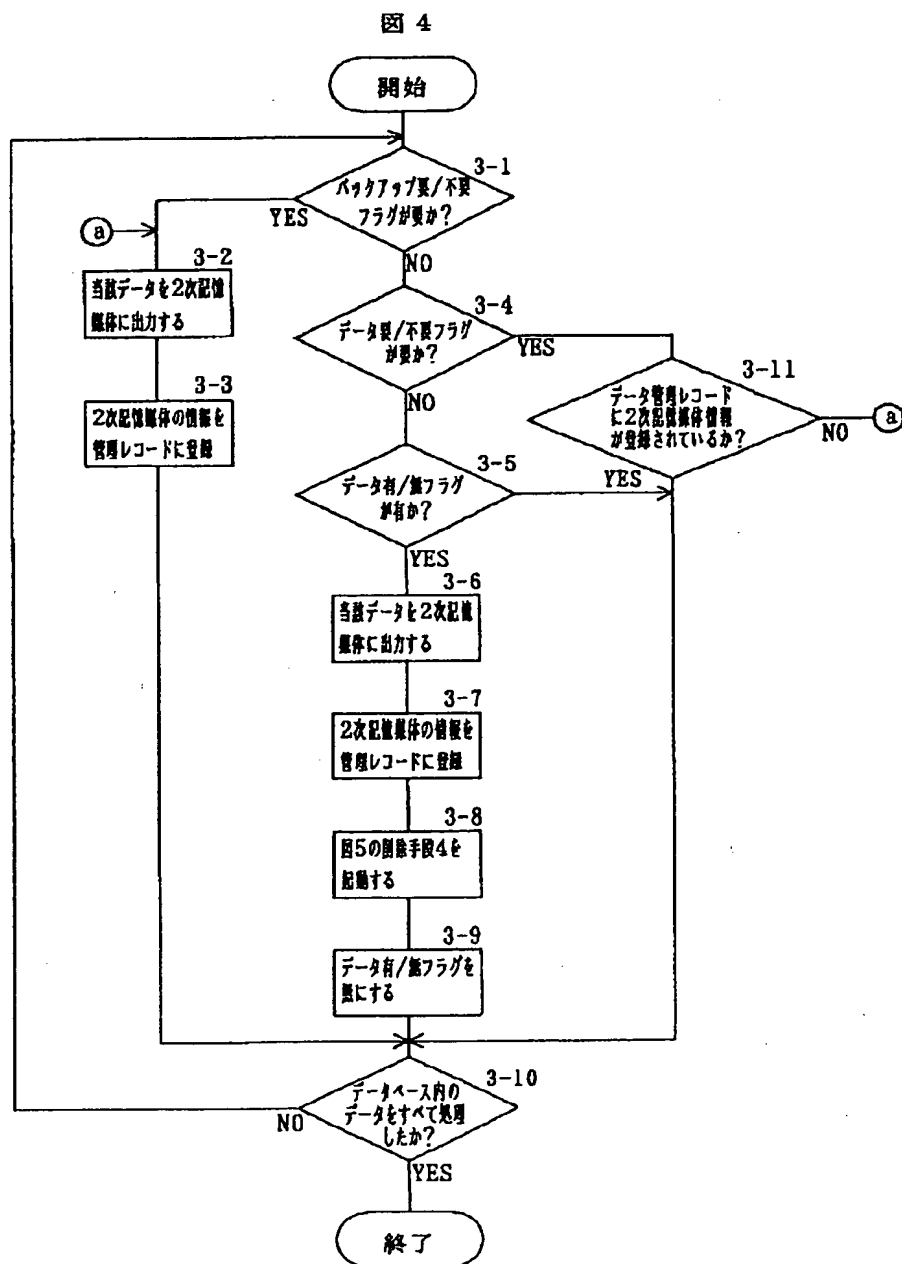 図 4
開始
3-1
バックアップ要/不要
フラグが要か?
YES
NO
a
3-2
当該データを2次記憶
媒体に出力する
3-3
2次記憶媒体の情報を
管理レコードに登録
3-4
データ要/不要フラグ
が要か?
YES
NO
3-11
データ管理レコード
に2次記憶媒体情報
が登録されているか?
NO
a
YES
3-5
データ有/無フラグ
が有か?
YES
3-6
当該データを2次記憶
媒体に出力する
3-7
2次記憶媒体の情報を
管理レコードに登録
3-8
図5の削除手段4を
起動する
3-9
データ有/無フラグを
無にする
3-10
データベース内の
データをすべて処理
したか?
NO
YES
終了